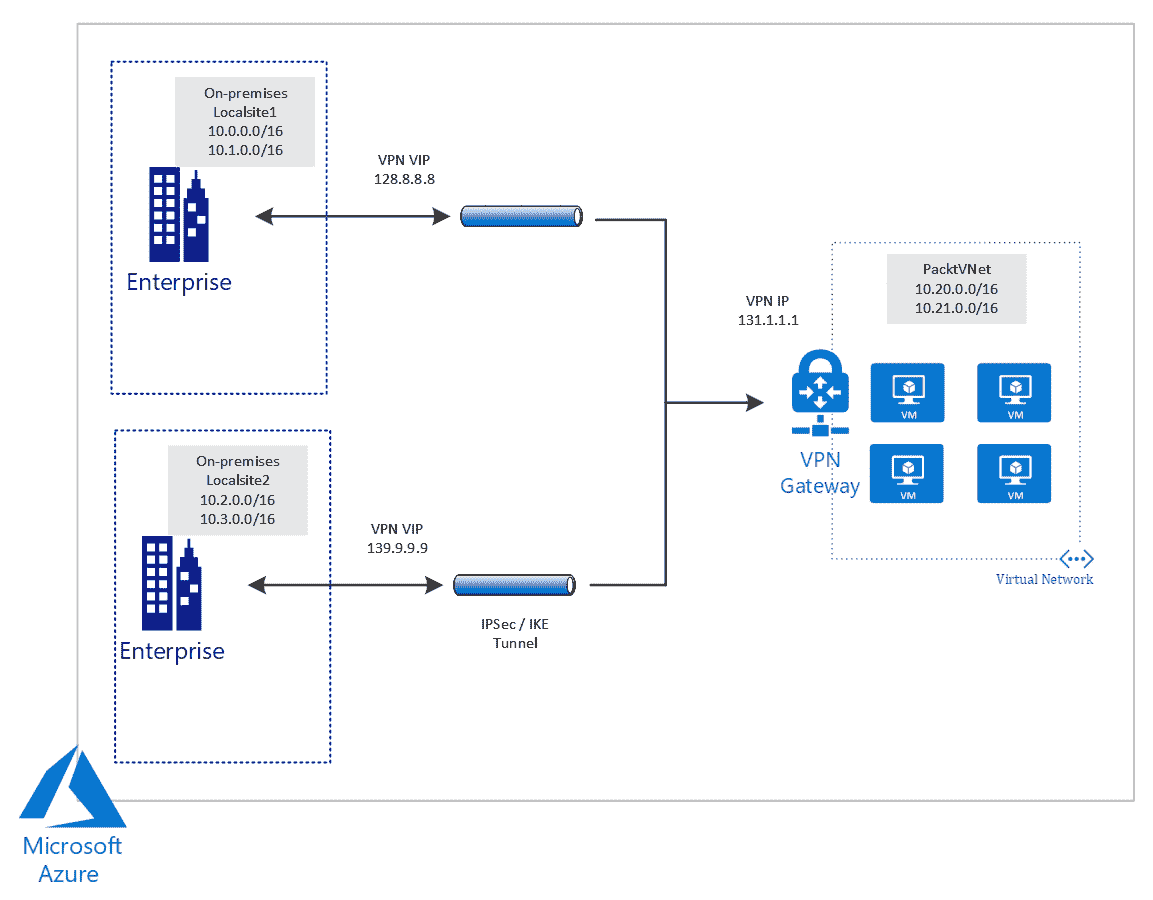 On-premises
Localsite1
10.0.0.0/16
10.1.0.0/16
Enterprise
VPN VIP
128.8.8.8
On-premises
Localsite2
10.2.0.0/16
10.3.0.0/16
Enterprise
VPN VIP
139.9.9.9
IPSec / IKE
Tunnel
VPN IP
131.1.1.1
VPN
Gateway
PacktVNet
10.20.0.0/16
10.21.0.0/16
VM
VM
VM
VM
Virtual Network
Microsoft
Azure